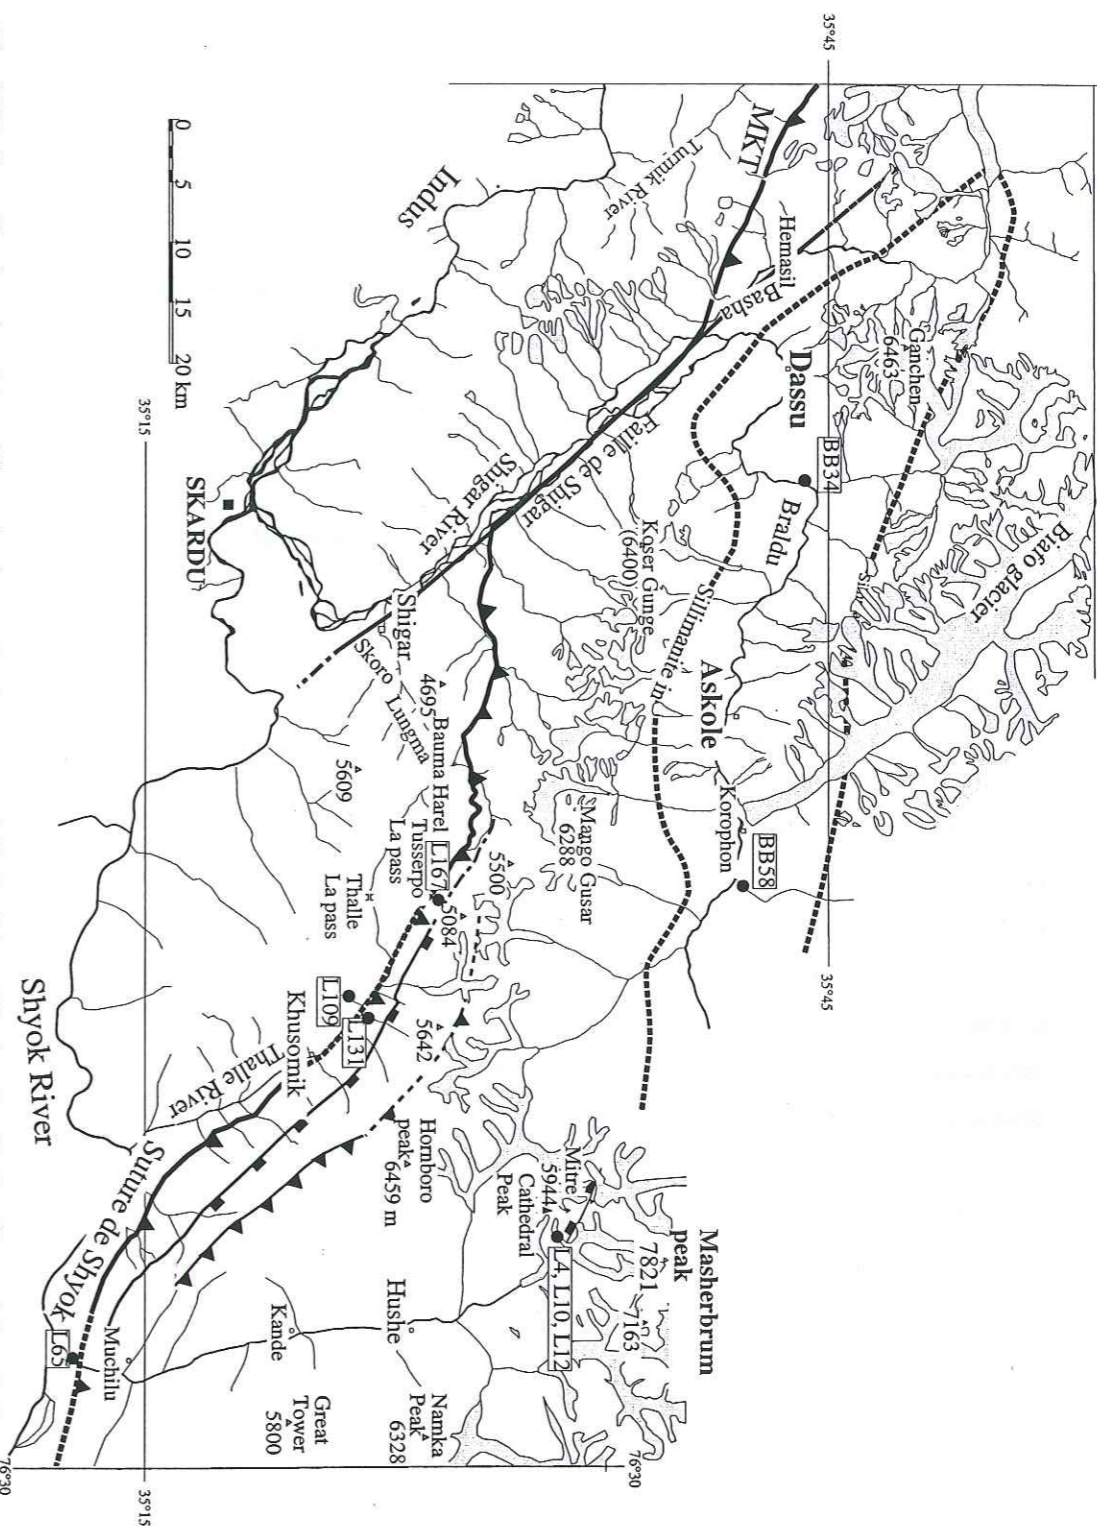 35°45
MKT
Turmik River
Indus
Hemasil
Basha
Ganchen
6463
Dassu
BB34
Braldu
Biafo glacier
0
5
10
15
20 km
35°15
SKARDU
Faille de Shigar
Shigar River
Koser Gunge
(6400)
Sillimanite in
Askole
Korophon
BB58
Shigar
Skoro Lungma
4695
Bauma Harel
5609
Mango Gusar
6288
5500
L167
Tusserpo
La pass
5084
Thalle
La pass
35°45
L109
L131
5642
Khusomik
Thalle River
Shyok River
Suture de Shyok
Homboro
peak 6459 m
Mitre
5944
Cathedral
Peak
Masherbrum
peak
7821
7163
L4, L10, L12
Hushe
Kande
Muchilu
L65
Great
Tower
5800
Namka
Peak
6328
76°30
35°15
76°30